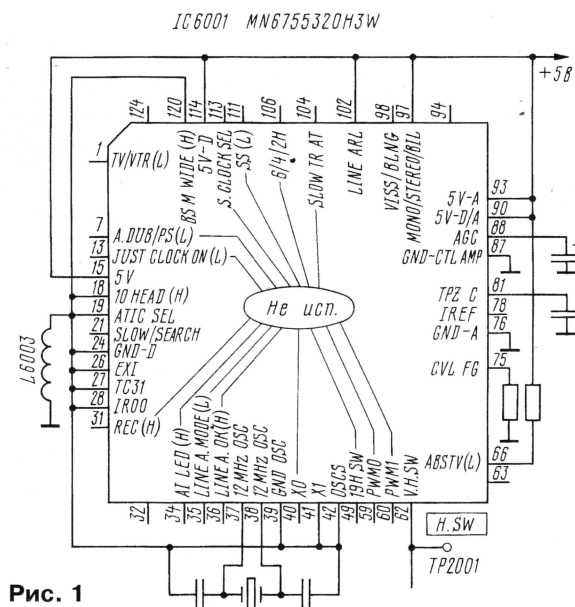 IC6001 MN6755320H3W
+5В
124
120
114
113
111
106
104
102
98
97
94
BS M WIDE (H)
5V-D
S. CLOCK SEL
SS (L)
6/4/2H
SLOW TR AT
LINE ARL
VISS/BLNG
MONO/STEREO/BIL
1
TV/VTR(L)
7
A.DUB/PS(L)
13
JUST CLOCK ON(L)
15
5V
18
10 HEAD (H)
19
ATIC SEL
21
SLOW/SEARCH
24
GND-D
26
EXI
27
TC31
28
IR00
31
REC(H)
L6003
Не исп.
5V-A
93
5V-D/A
90
AGC
88
GND-CTL AMP
87
TPZ C
81
IREF
78
GND-A
76
CVL FG
75
ABSTV(L)
66
63
AI LED (H)
LINE A. MODE(L)
LINE A. OK(H)
12MHz OSC
12MHz OSC
GND OSC
X0
X1
OSCS
19H SW
PWM0
PWM1
V.H.SW
32
34
35
36
37
38
39
40
41
42
49
59
60
62
H.SW
TP2001
Рис. 1